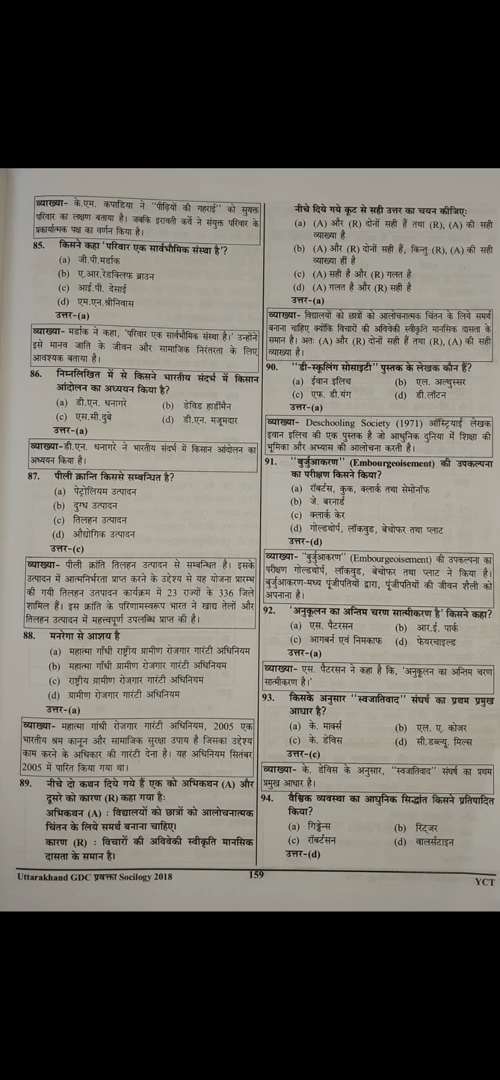 व्याख्या- के.एम. कपाडिया ने "पीढ़ियों की गहराई" को सुयक्त
परिवार का लक्षण बताया है। जबकि इरावती कर्वे ने संयुक्त परिवार के
प्रकार्यात्मक पक्ष का वर्णन किया है।
85. किसने कहा 'परिवार एक सार्वभौमिक संस्था है'?
(a) जी.पी.मर्डाक
(b) ए.आर.रेडक्लिफ ब्राउन
(c) आई.पी. देसाई
(d) एम.एन.श्रीनिवास
उत्तर-(a)
व्याख्या- मर्डाक ने कहा, 'परिवार एक सार्वभौमिक संस्था है।' उन्होंने
इसे मानव जाति के जीवन और सामाजिक निरंतरता के लिए
आवश्यक बताया है।
86. निम्नलिखित में से किसने भारतीय संदर्भ में किसान
आंदोलन का अध्ययन किया है?
(a) डी.एन. धनागरे (b) डेविड हार्डीमैन
(c) एस.सी.दुबे (d) डी.एन. मजूमदार
उत्तर-(a)
व्याख्या-डी.एन. धनागरे ने भारतीय संदर्भ में किसान आंदोलन का
अध्ययन किया है।
87. पीली क्रान्ति किससे सम्बन्धित है?
(a) पेट्रोलियम उत्पादन
(b) दुग्ध उत्पादन
(c) तिलहन उत्पादन
(d) औद्योगिक उत्पादन
उत्तर-(c)
व्याख्या- पीली क्रांति तिलहन उत्पादन से सम्बन्धित है। इसके
उत्पादन में आत्मनिर्भरता प्राप्त करने के उद्देश्य से यह योजना प्रारम्भ
की गयी तिलहन उतपादन कार्यक्रम में 23 राज्यों के 336 जिले
शामिल हैं। इस क्रांति के परिणामस्वरूप भारत ने खाद्य तेलों और
तिलहन उत्पादन में महत्त्वपूर्ण उपलब्धि प्राप्त की है।
88. मनरेगा से आशय है
(a) महात्मा गाँधी राष्ट्रीय ग्रामीण रोजगार गारंटी अधिनियम
(b) महात्मा गाँधी ग्रामीण रोजगार गारंटी अधिनियम
(c) राष्ट्रीय ग्रामीण रोजगार गारंटी अधिनियम
(d) ग्रामीण रोजगार गारंटी अधिनियम
उत्तर-(a)
व्याख्या- महात्मा गाँधी रोजगार गारंटी अधिनियम, 2005 एक
भारतीय श्रम कानून और सामाजिक सुरक्षा उपाय है जिसका उद्देश्य
काम करने के अधिकार की गारंटी देना है। यह अधिनियम सितंबर
2005 में पारित किया गया था।
89. नीचे दो कथन दिये गये हैं एक को अभिकथन (A) और
दूसरे को कारण (R) कहा गया हैः
अभिकथन (A) : विद्यालयों को छात्रों को आलोचनात्मक
चिंतन के लिये समर्थ बनाना चाहिए।
कारण (R) : विचारों की अविवेकी स्वीकृति मानसिक
दासता के समान है।
नीचे दिये गये कूट से सही उत्तर का चयन कीजिएः
(a) (A) और (R) दोनों सही हैं तथा (R), (A) की सही
व्याख्या है
(b) (A) और (R) दोनों सही हैं, किन्तु (R), (A) की सही
व्याख्या हीं है
(c) (A) सही है और (R) गलत है
(d) (A) गलत है और (R) सही है
उत्तर-(a)
व्याख्या- विद्यालयों को छात्रों को आलोचनात्मक चिंतन के लिये समर्थ
बनाना चाहिए क्योंकि विचारों की अविवेकी स्वीकृति मानसिक दासता के
समान है। अतः (A) और (R) दोनों सही हैं तथा (R), (A) की सही
व्याख्या है।
90. "डी-स्कूलिंग सोसाइटी" पुस्तक के लेखक कौन हैं?
(a) ईवान इलिच (b) एल. अल्थुस्सर
(c) एफ. डी.यंग (d) डी.लॉटन
उत्तर-(a)
व्याख्या- Deschooling Society (1971) ऑस्ट्रियाई लेखक
इवान इलिच की एक पुस्तक है जो आधुनिक दुनिया में शिक्षा की
भूमिका और अभ्यास की आलोचना करती है।
91. "बुर्जुआकरण" (Embourgeoisement) की उपकल्पना
का परीक्षण किसने किया?
(a) रॉबर्टस, कुक, क्लार्क तथा सेमोनॉफ
(b) जे. बरनार्ड
(c) क्लार्क केर
(d) गोल्डथोर्प, लॉकवुड, बेचोफर तथा प्लाट
उत्तर-(d)
व्याख्या- "बुर्जुआकरण" (Embourgeoisement) की उपकल्पना का
परीक्षण गोल्डथोर्प, लॉकवुड, बेचोफर तथा प्लाट ने किया है।
बुर्जुआकरण-मध्य पूंजीपतियों द्वारा, पूंजीपतियों की जीवन शैली को
अपनाना है।
92. 'अनुकूलन का अन्तिम चरण सात्मीकरण है' किसने कहा?
(a) एस. पैटरसन (b) आर.ई. पार्क
(c) आगबर्न एवं निमकाफ (d) फेयरचाइल्ड
उत्तर-(a)
व्याख्या- एस. पैटरसन ने कहा है कि, 'अनुकूलन का अन्तिम चरण
सात्मीकरण है।'
93. किसके अनुसार "स्वजातिवाद" संघर्ष का प्रथम प्रमुख
आधार है?
(a) के. मार्क्स (b) एल. ए. कोजर
(c) के. डेविस (d) सी.डब्ल्यू. मिल्स
उत्तर-(c)
व्याख्या- के. डेविस के अनुसार, "स्वजातिवाद" संघर्ष का प्रथम
प्रमुख आधार है।
94. वैश्विक व्यवस्था का आधुनिक सिद्धांत किसने प्रतिपादित
किया?
(a) गिड्डेन्स (b) रिट्जर
(c) रॉबर्टसन (d) वालर्सटाइन
उत्तर-(d)
Uttarakhand GDC प्रवक्ता Socilogy 2018 159 YCT